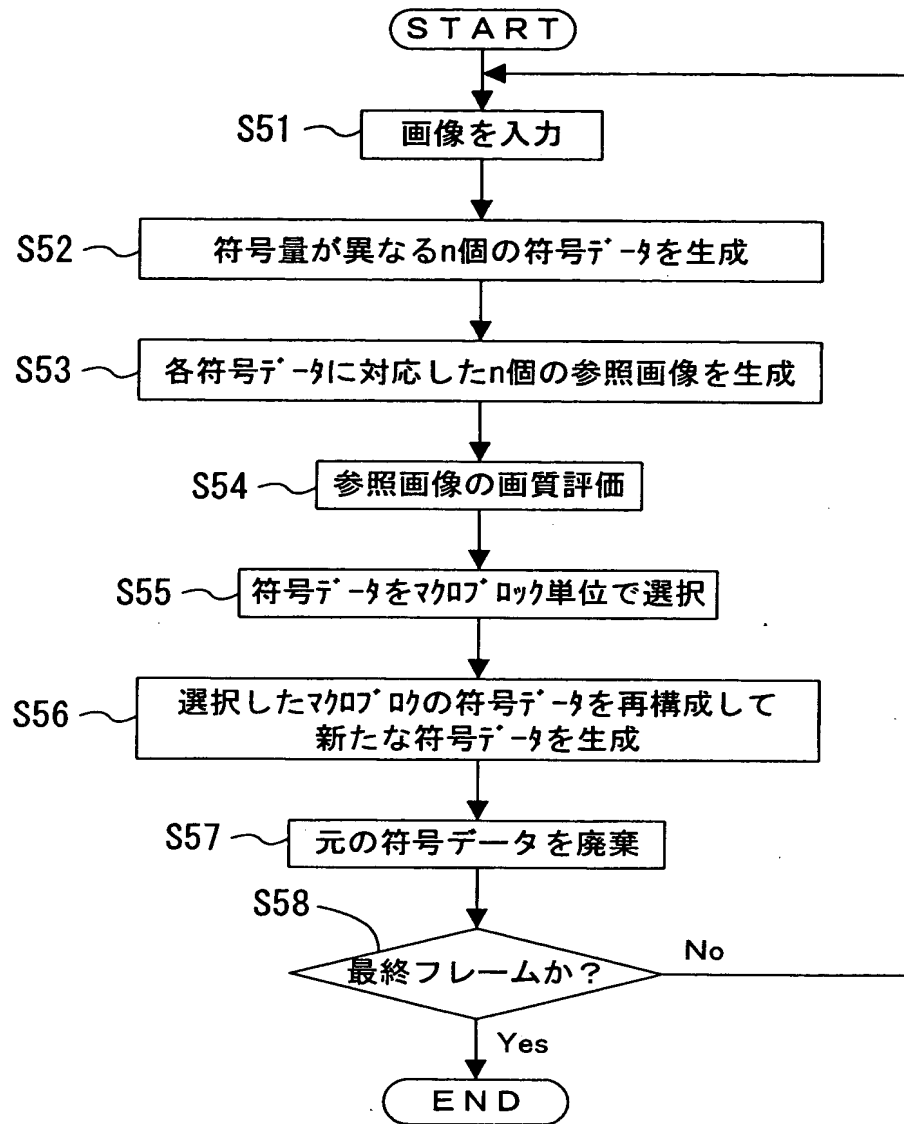 START
S51
画像を入力
S52
符号量が異なるn個の符号ﾃﾞｰﾀを生成
S53
各符号ﾃﾞｰﾀに対応したn個の参照画像を生成
S54
参照画像の画質評価
S55
符号ﾃﾞｰﾀをﾏｸﾛﾌﾞﾛｯｸ単位で選択
S56
選択したﾏｸﾛﾌﾞﾛｸの符号ﾃﾞｰﾀを再構成して
新たな符号ﾃﾞｰﾀを生成
S57
元の符号データを廃棄
S58
最終フレームか？
No
Yes
END